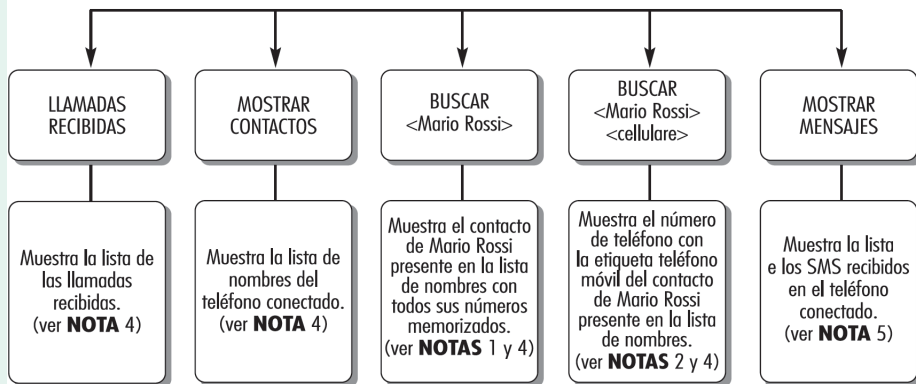 LLAMADAS
RECIBIDAS
MOSTRAR
CONTACTOS
BUSCAR
<Mario Rossi>
BUSCAR
<Mario Rossi>
<cellulare>
MOSTRAR
MENSAJES
Muestra la lista de
las llamadas
recibidas.
(ver NOTA 4)
Muestra la lista de
nombres del
teléfono conectado.
(ver NOTA 4)
Muestra el contacto
de Mario Rossi
presente en la lista
de nombres con
todos sus números
memorizados.
(ver NOTAS 1 y 4)
Muestra el número
de teléfono con
la etiqueta teléfono
móvil del contacto
de Mario Rossi
presente en la lista
de nombres.
(ver NOTAS 2 y 4)
Muestra la lista
e los SMS recibidos
en el teléfono
conectado.
(ver NOTA 5)